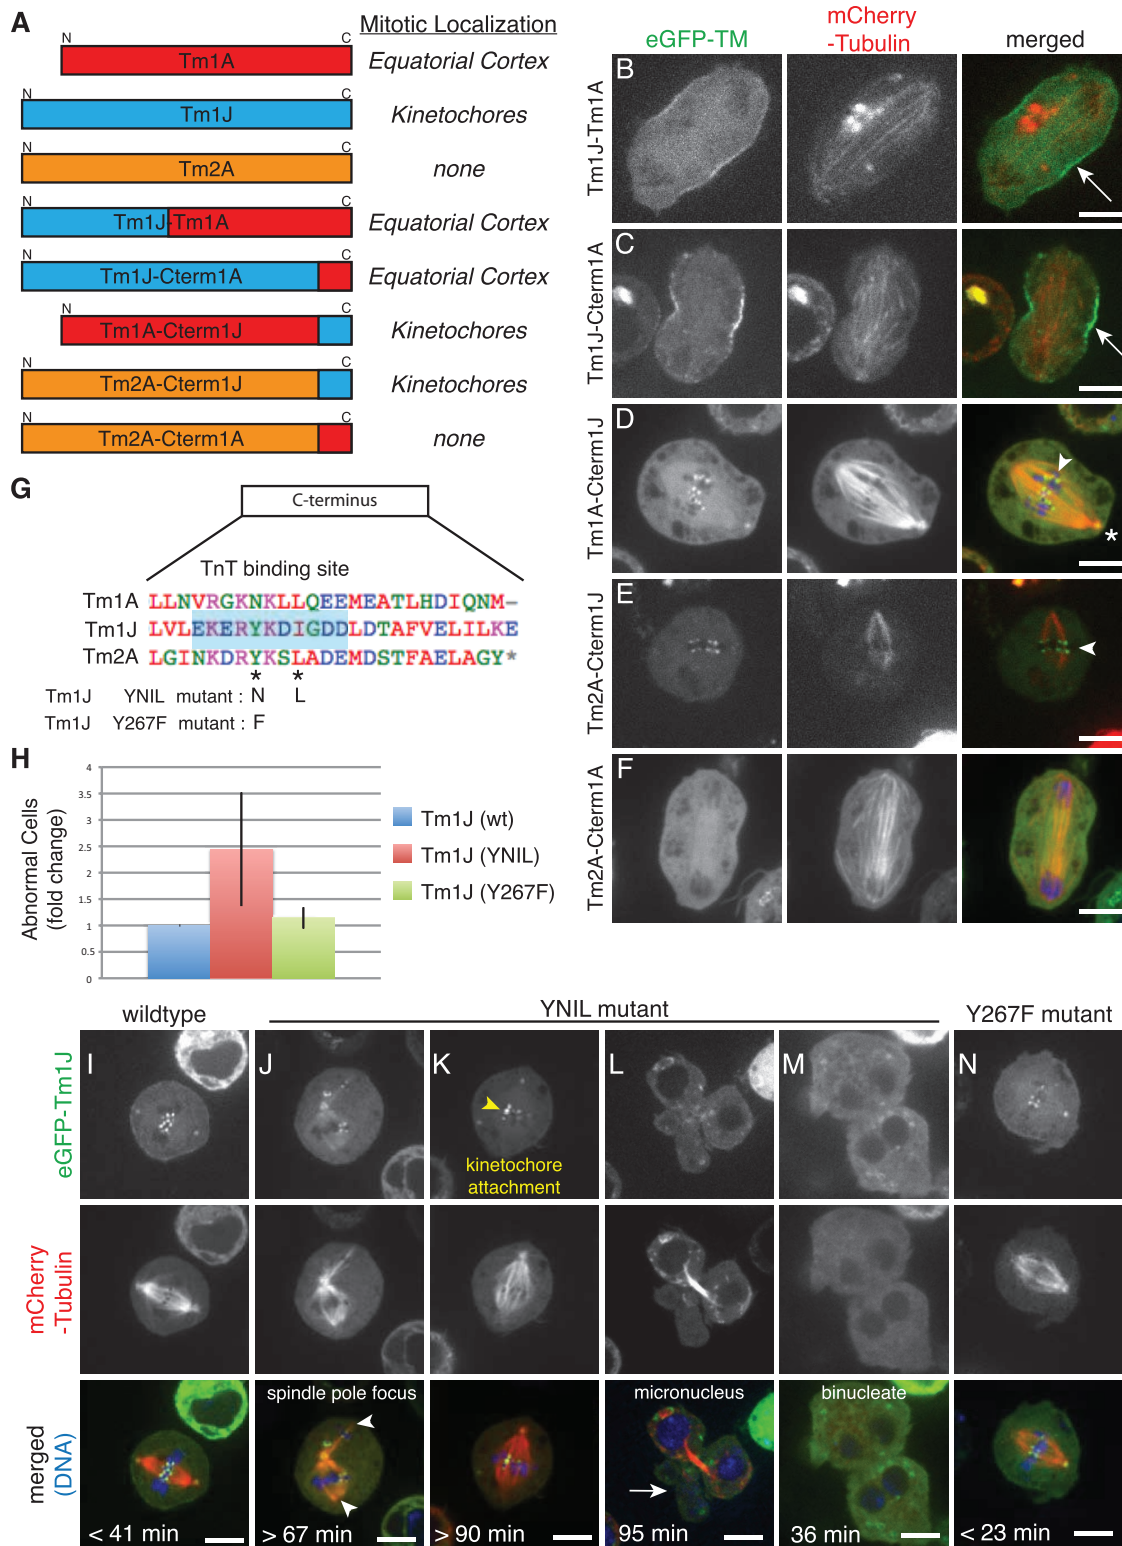 A
Mitotic Localization
N C
Tm1A
Equatorial Cortex
N C
Tm1J
Kinetochores
N C
Tm2A
none
N C
Tm1J-Tm1A
Equatorial Cortex
N C
Tm1J-Cterm1A
Equatorial Cortex
N C
Tm1A-Cterm1J
Kinetochores
N C
Tm2A-Cterm1J
Kinetochores
N C
Tm2A-Cterm1A
none
eGFP-TM
mCherry
-Tubulin
merged
B
Tm1J-Tm1A
C
Tm1J-Cterm1A
D
Tm1A-Cterm1J
*
E
Tm2A-Cterm1J
F
Tm2A-Cterm1A
G
C-terminus
TnT binding site
Tm1A LLNVRGKNKLLQEEMEATLHDIQNM-
Tm1J LVLEKERYKDIGDDLDTAFVELILKE
Tm2A LGINKDRYKSLADEMDSTFAELAGY*
* *
Tm1J YNIL mutant : N L
Tm1J Y267F mutant : F
H
Abnormal Cells
(fold change)
4
3.5
3
2.5
2
1.5
1
0.5
0
Tm1J (wt)
Tm1J (YNIL)
Tm1J (Y267F)
wildtype
YNIL mutant
Y267F mutant
eGFP-Tm1J
I
J
K
kinetochore
attachment
L
M
N
mCherry
-Tubulin
merged
(DNA)
< 41 min
spindle pole focus
> 67 min
> 90 min
micronucleus
95 min
binucleate
36 min
< 23 min